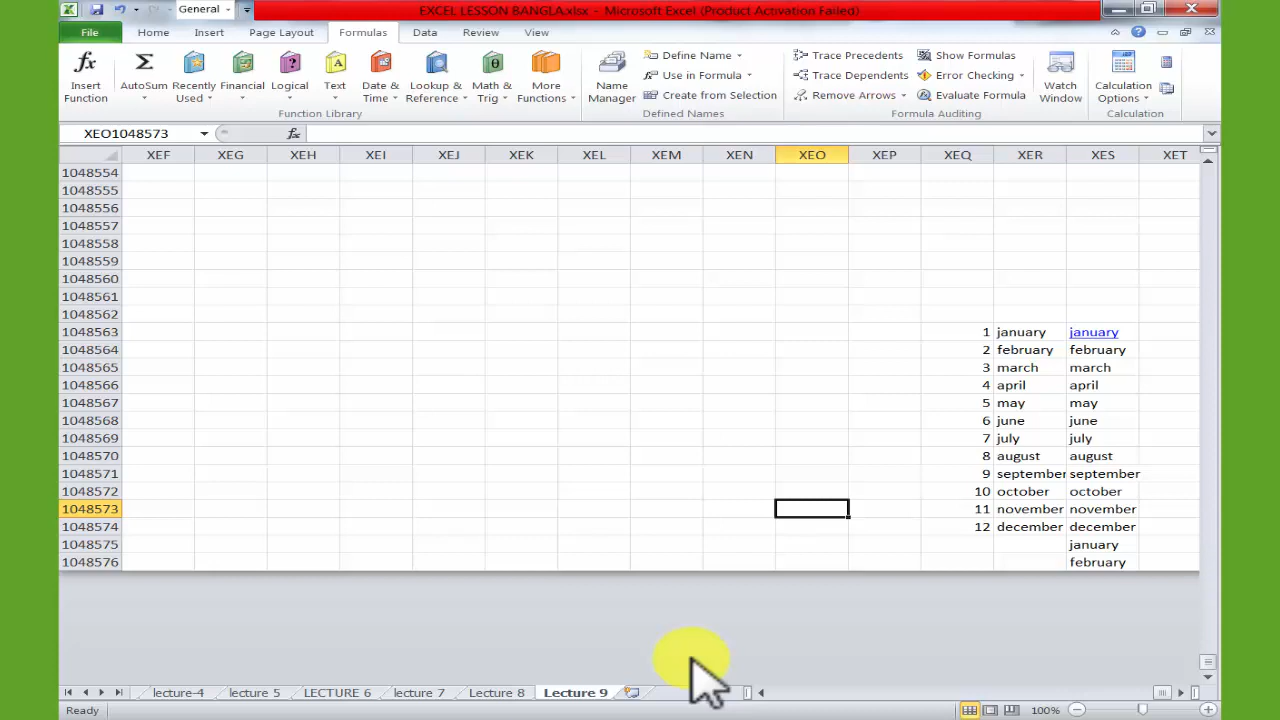 General
EXCEL LESSON BANGLA.xlsx - Microsoft Excel (Product Activation Failed)
File Home Insert Page Layout Formulas Data Review View
Insert Function
AutoSum
Recently Used
Financial
Logical
Text
Date & Time
Lookup & Reference
Math & Trig
More Functions
Function Library
Name Manager
Define Name
Use in Formula
Create from Selection
Defined Names
Trace Precedents
Trace Dependents
Remove Arrows
Show Formulas
Error Checking
Evaluate Formula
Formula Auditing
Watch Window
Calculation Options
Calculation
XEO1048573 fx
XEF XEG XEH XEI XEJ XEK XEL XEM XEN XEO XEP XEQ XER XES XET
1048554
1048555
1048556
1048557
1048558
1048559
1048560
1048561
1048562
1048563 1 january january
1048564 2 february february
1048565 3 march march
1048566 4 april april
1048567 5 may may
1048568 6 june june
1048569 7 july july
1048570 8 august august
1048571 9 september september
1048572 10 october october
1048573 11 november november
1048574 12 december december
1048575 january
1048576 february
lecture-4 lecture 5 LECTURE 6 lecture 7 Lecture 8 Lecture 9
Ready 100%